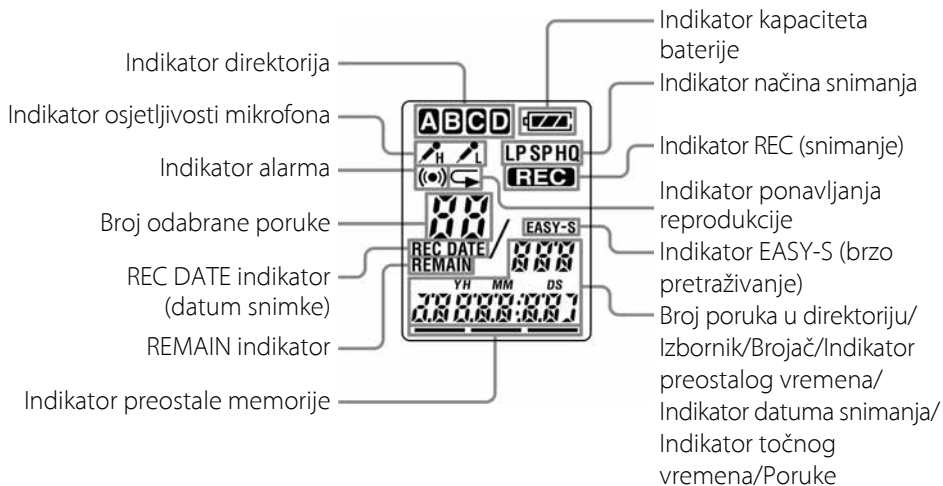 Indikator direktorija
Indikator osjetljivosti mikrofona
Indikator alarma
Broj odabrane poruke
REC DATE indikator
(datum snimke)
REMAIN indikator
Indikator preostale memorije
ABCD
H L
LP SP HQ
REC
EASY-S
REC DATE
REMAIN
YH MM DS
Indikator kapaciteta
baterije
Indikator načina snimanja
Indikator REC (snimanje)
Indikator ponavljanja
reprodukcije
Indikator EASY-S (brzo
pretraživanje)
Broj poruka u direktoriju/
Izbornik/Brojač/Indikator
preostalog vremena/
Indikator datuma snimanja/
Indikator točnog
vremena/Poruke